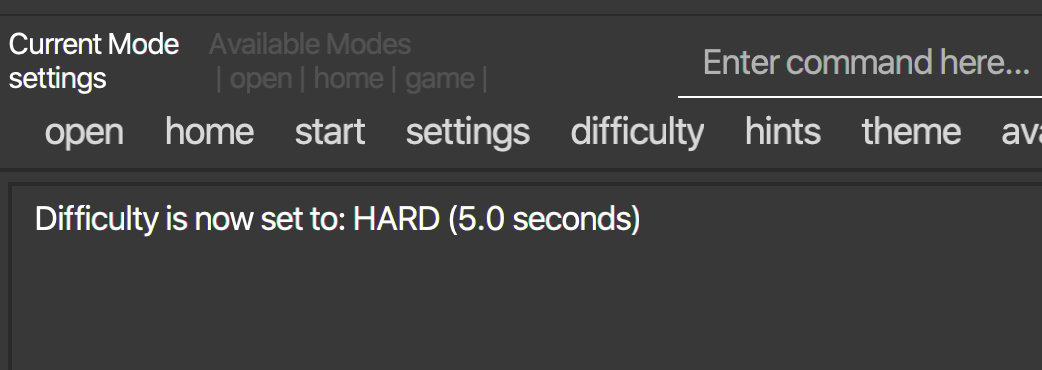 Current Mode Available Modes
settings | open | home | game |
Enter command here...
open home start settings difficulty hints theme
Difficulty is now set to: HARD (5.0 seconds)